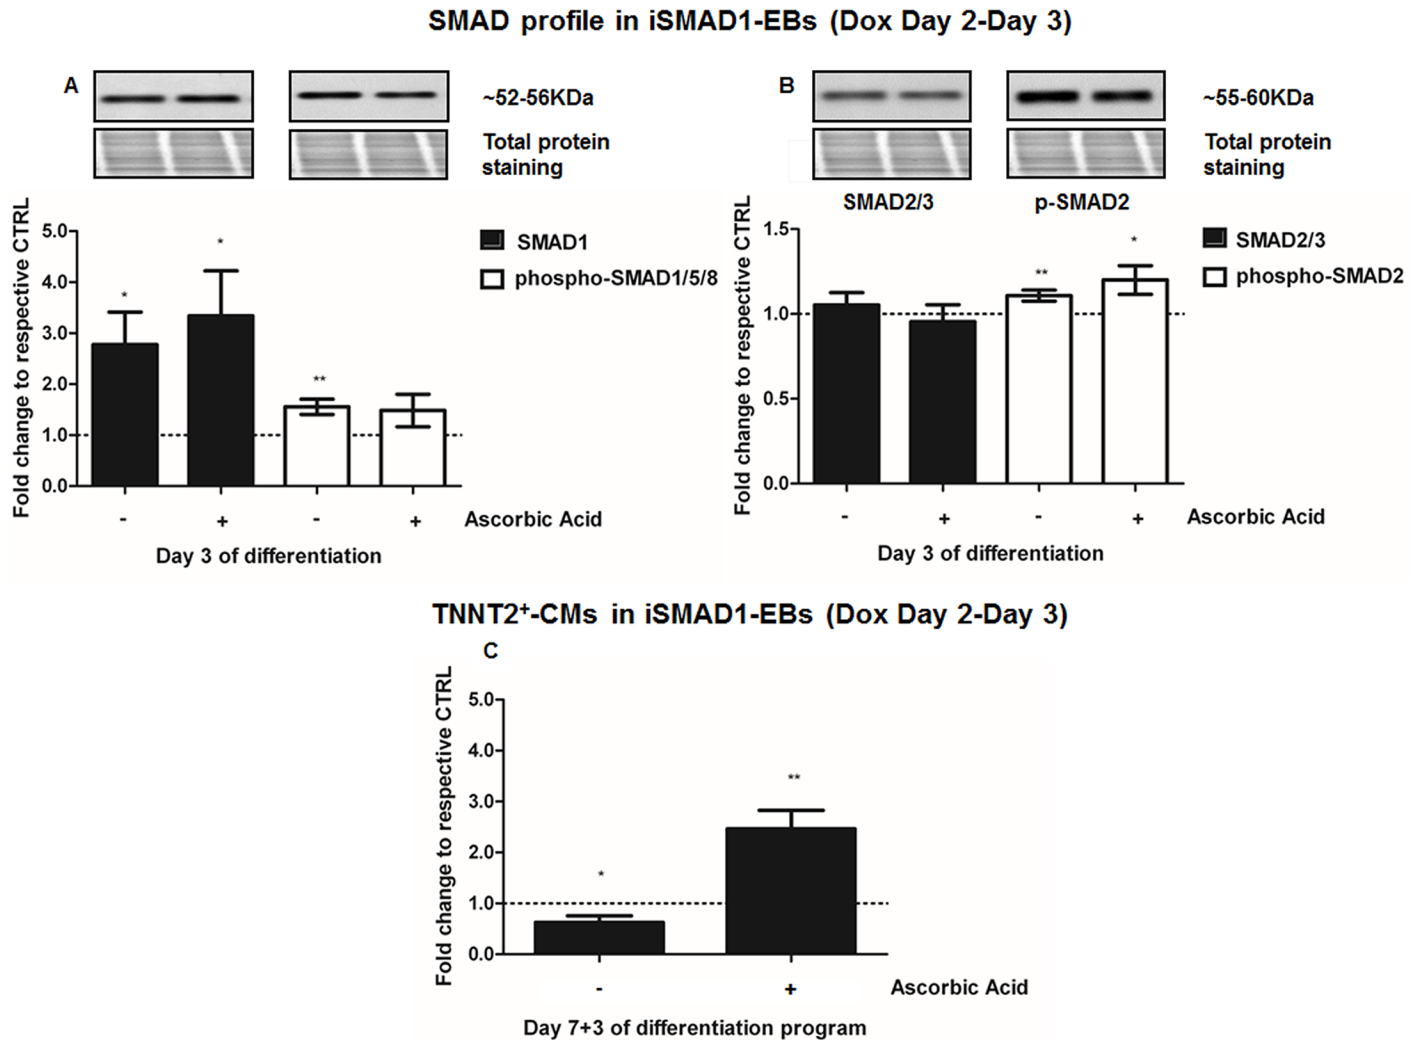 SMAD profile in iSMAD1-EBs (Dox Day 2-Day 3)
A
~52-56KDa
Total protein
staining
Fold change to respective CTRL
5.0
4.0
3.0
2.0
1.0
0.0
*
*
**
SMAD1
phospho-SMAD1/5/8
- + - + Ascorbic Acid
Day 3 of differentiation
B
~55-60KDa
Total protein
staining
SMAD2/3 p-SMAD2
Fold change to respective CTRL
1.5
1.0
0.5
0.0
**
*
SMAD2/3
phospho-SMAD2
- + - + Ascorbic Acid
Day 3 of differentiation
TNNT2+-CMs in iSMAD1-EBs (Dox Day 2-Day 3)
C
Fold change to respective CTRL
5.0
4.0
3.0
2.0
1.0
0.0
*
**
- + Ascorbic Acid
Day 7+3 of differentiation program